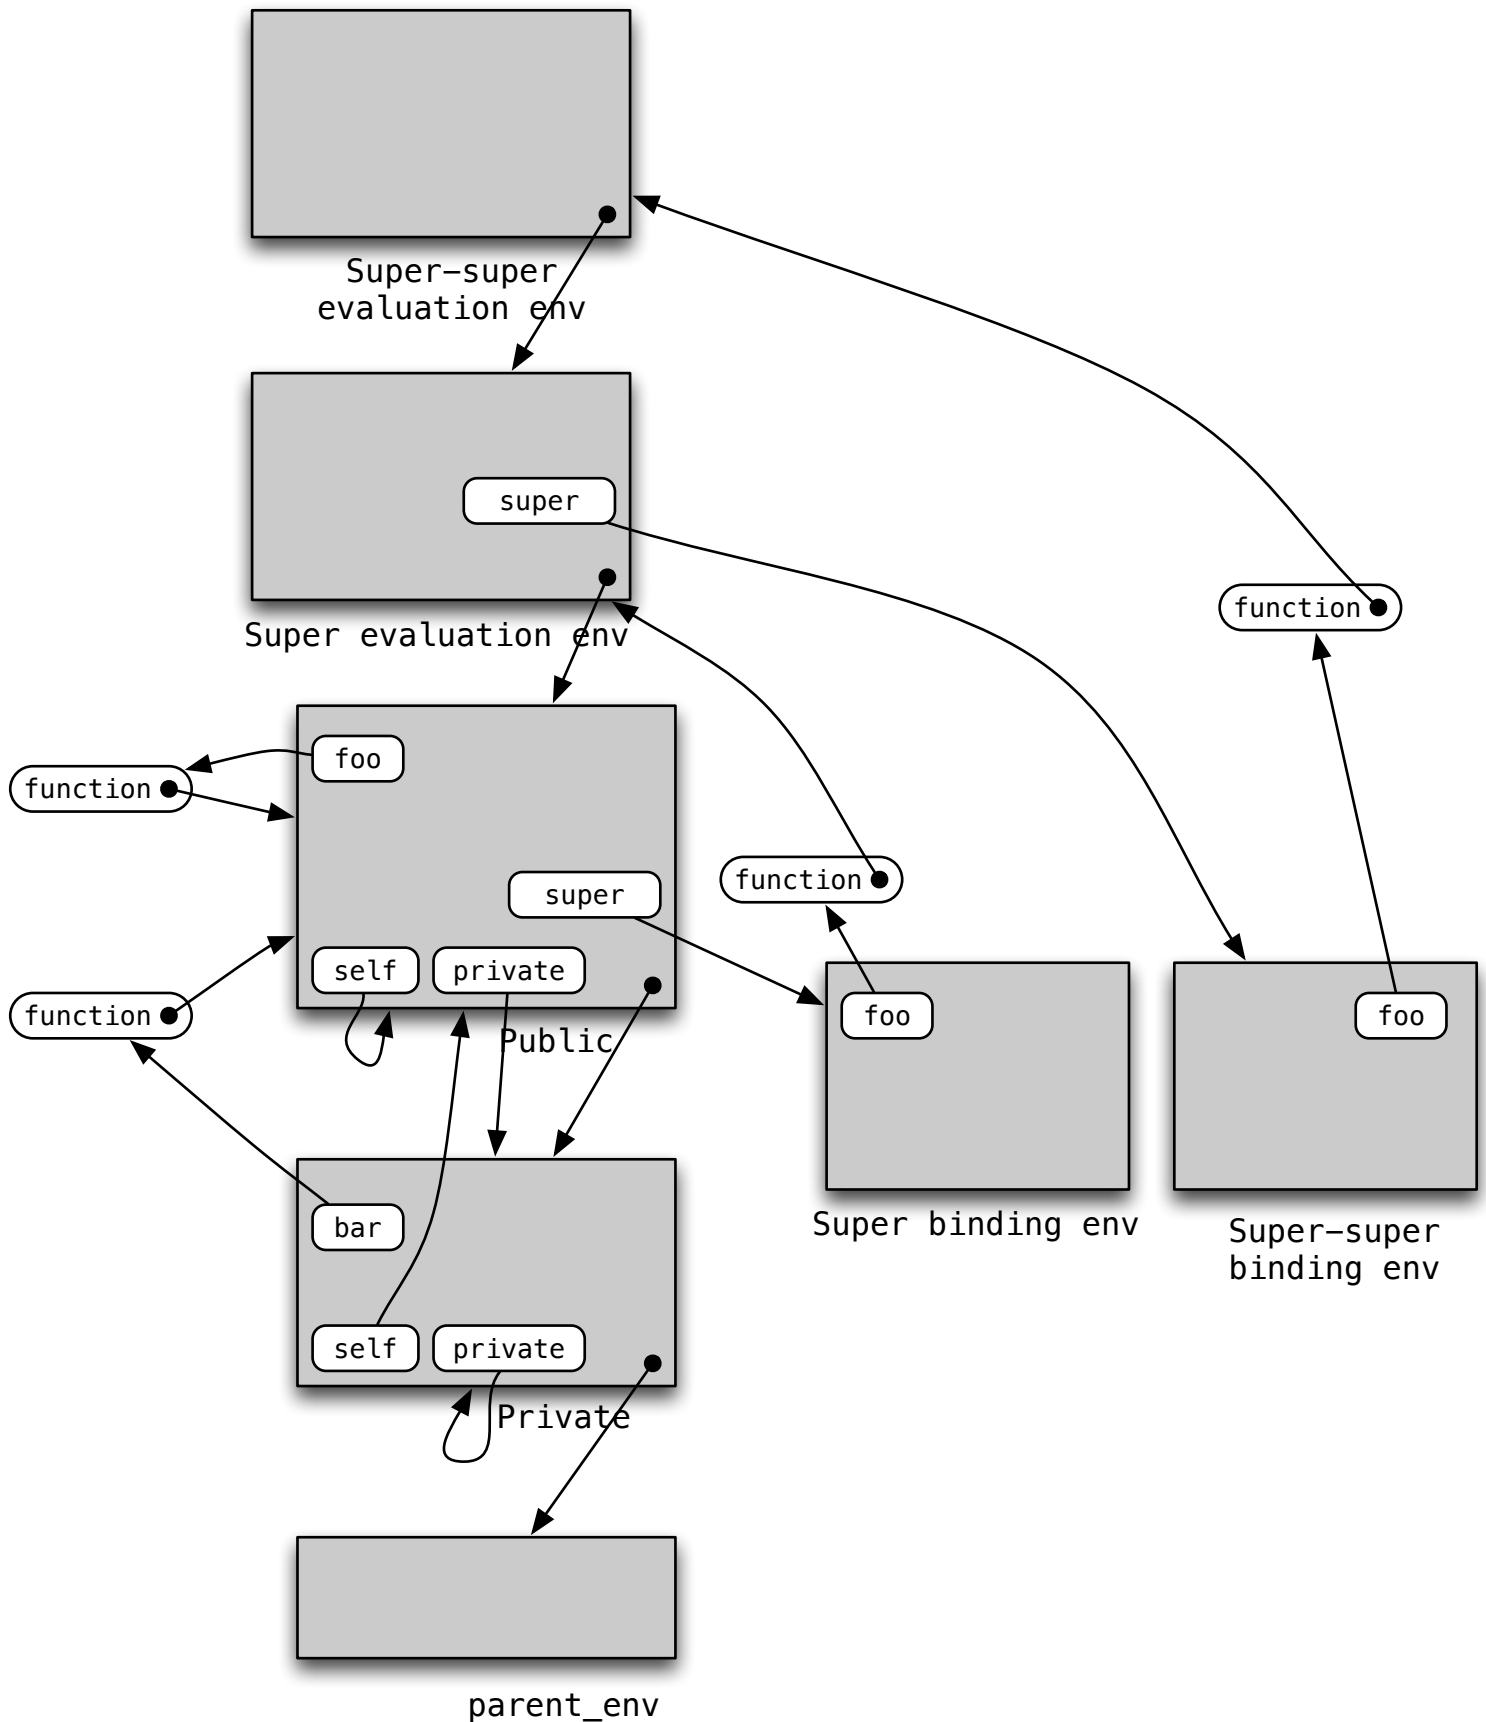 Super–super
evaluation env
super
function
Super evaluation env
foo
function
super
function
self
private
foo
foo
function
Public
bar
Super binding env
Super–super
binding env
self
private
Private
parent_env